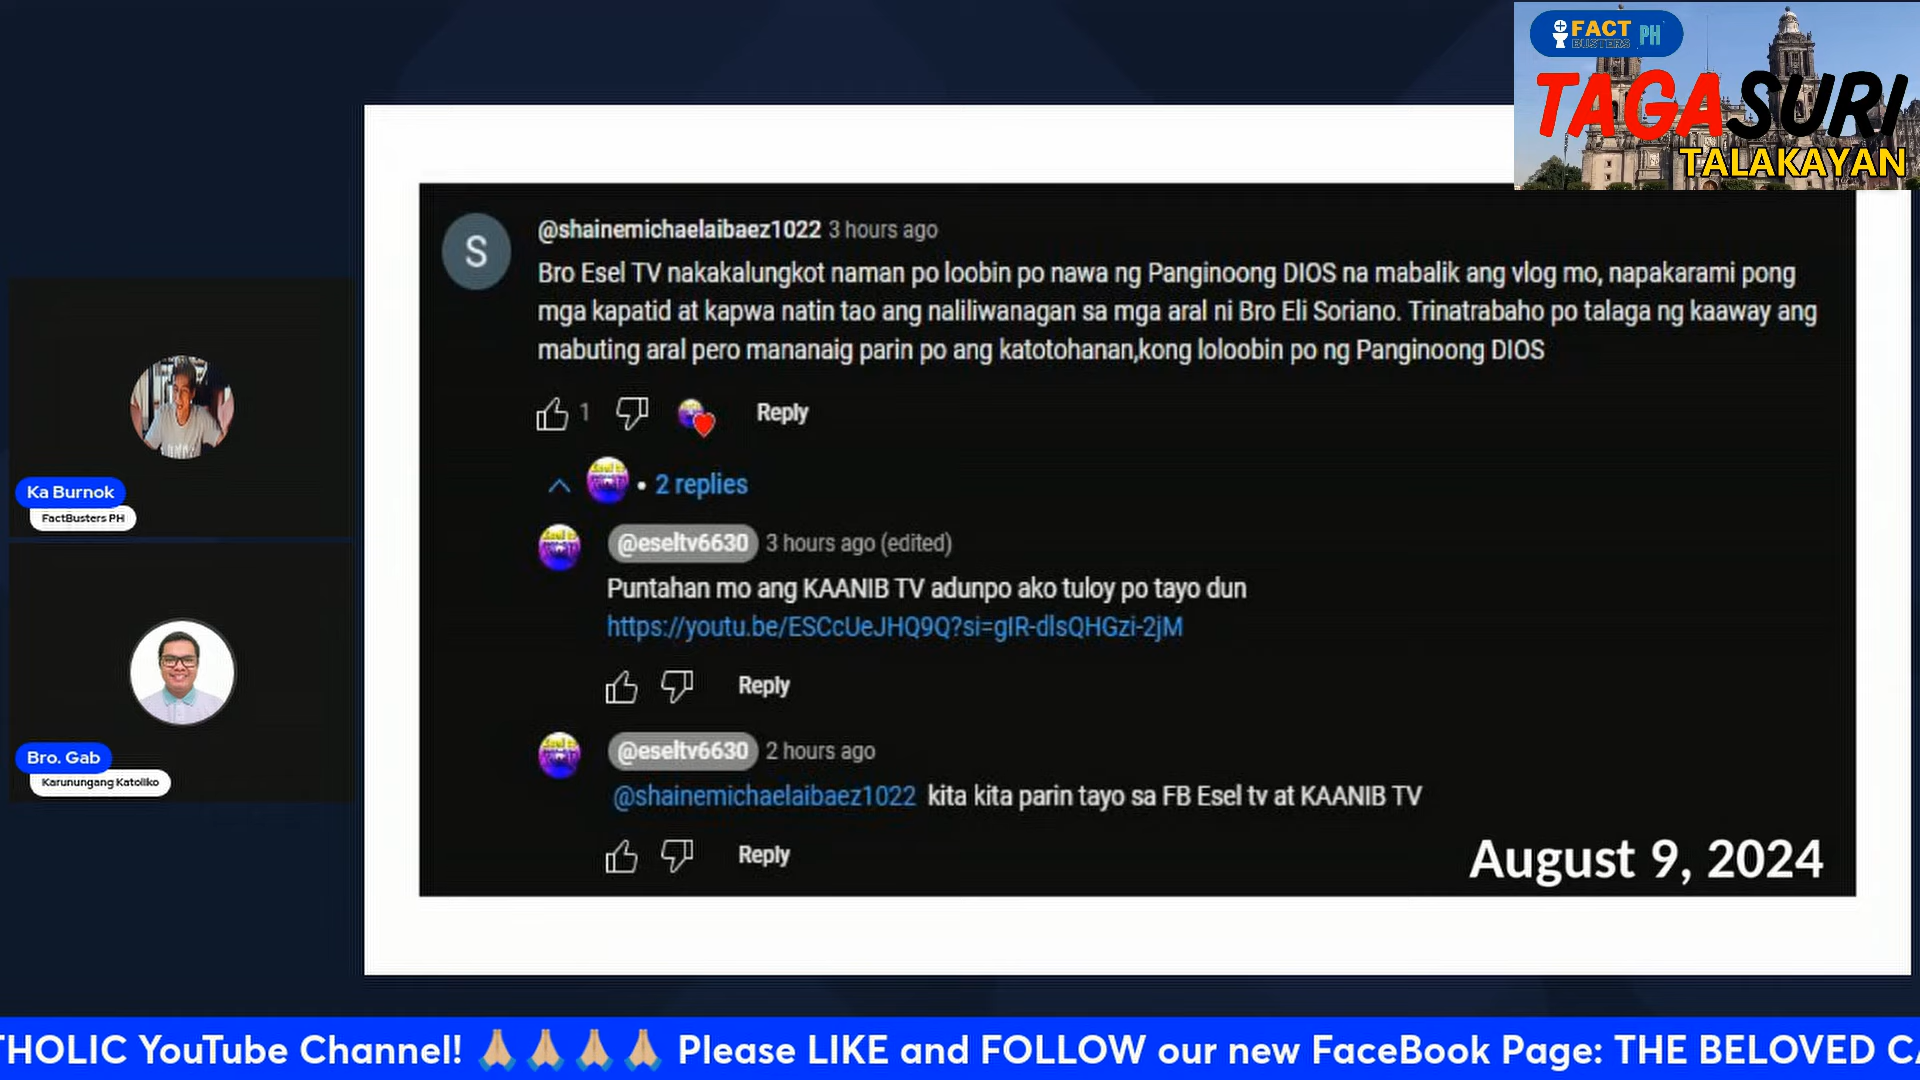 FACT
BUSTERS PH
TAGASURI
TALAKAYAN
S
@shainemichaelaibaez1022 3 hours ago
Bro Esel TV nakakalungkot naman po loobin po nawa ng Panginoong DIOS na mabalik ang vlog mo, napakarami pong
mga kapatid at kapwa natin tao ang naliliwanagan sa mga aral ni Bro Eli Soriano. Trinatrabaho po talaga ng kaaway ang
mabuting aral pero mananaig parin po ang katotohanan,kong loloobin po ng Panginoong DIOS
1 Reply
• 2 replies
@eseltv6630 3 hours ago (edited)
Puntahan mo ang KAANIB TV adunpo ako tuloy po tayo dun
https://youtu.be/ESCcUeJHQ9Q?si=gIR-dlsQHGzi-2jM
Reply
@eseltv6630 2 hours ago
@shainemichaelaibaez1022 kita kita parin tayo sa FB Esel tv at KAANIB TV
Reply
August 9, 2024
Ka Burnok
FactBusters PH
Bro. Gab
Karunungang Katoliko
THOLIC YouTube Channel! 🙏🏼 🙏🏼 🙏🏼 🙏🏼 Please LIKE and FOLLOW our new FaceBook Page: THE BELOVED CA